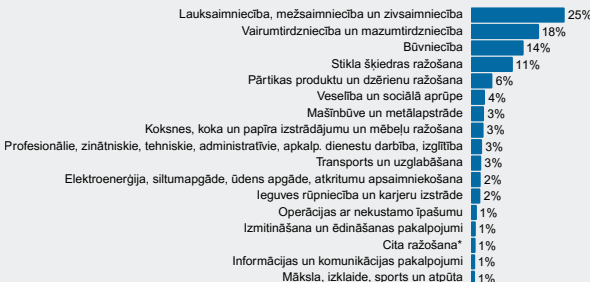 Lauksaimniecība, mežsaimniecība un zivsaimniecība 25%
Vairumtirdzniecība un mazumtirdzniecība 18%
Būvniecība 14%
Stikla šķiedras ražošana 11%
Pārtikas produktu un dzērienu ražošana 6%
Veselība un sociālā aprūpe 4%
Mašīnbūve un metālapstrāde 3%
Koksnes, koka un papīra izstrādājumu un mēbeļu ražošana 3%
Profesionālie, zinātniskie, tehniskie, administratīvie, apkalp. dienestu darbība, izglītība 3%
Transports un uzglabāšana 3%
Elektroenerģija, siltumapgāde, ūdens apgāde, atkritumu apsaimniekošana 2%
Ieguves rūpniecība un karjeru izstrāde 2%
Operācijas ar nekustamo īpašumu 1%
Izmitināšana un ēdināšanas pakalpojumi 1%
Cita ražošana* 1%
Informācijas un komunikācijas pakalpojumi 1%
Māksla, izklaide, sports un atpūta 1%